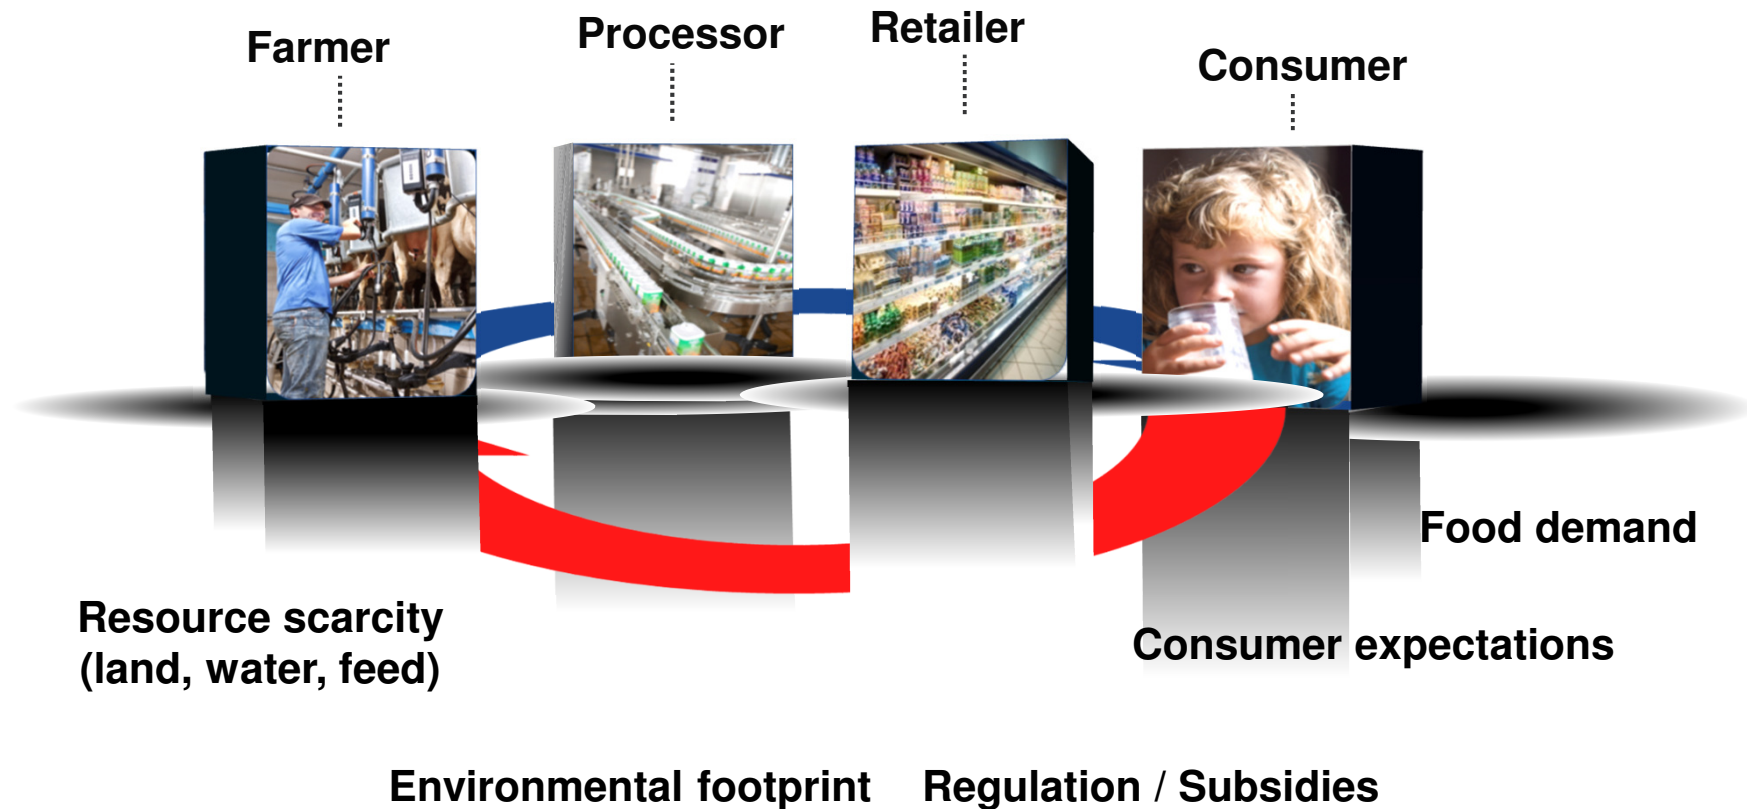 Farmer
Processor
Retailer
Consumer
Food demand
Resource scarcity
(land, water, feed)
Consumer expectations
Environmental footprint
Regulation / Subsidies